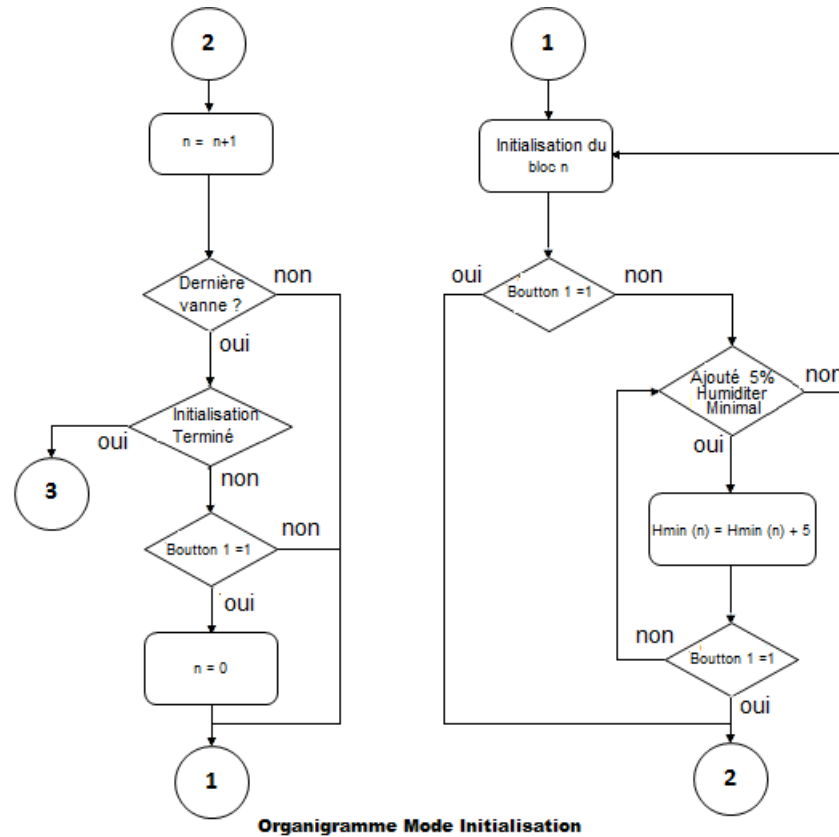 2
n = n+1
Dernière
vanne ?
non
oui
Initialisation
Terminé
oui
non
3
Boutton 1 =1
non
oui
n = 0
1
1
Initialisation du
bloc n
oui
Boutton 1 =1
non
Ajouté 5%
Humiditer
Minimal
non
oui
Hmin (n) = Hmin (n) + 5
non
Boutton 1 =1
oui
2
Organigramme Mode Initialisation